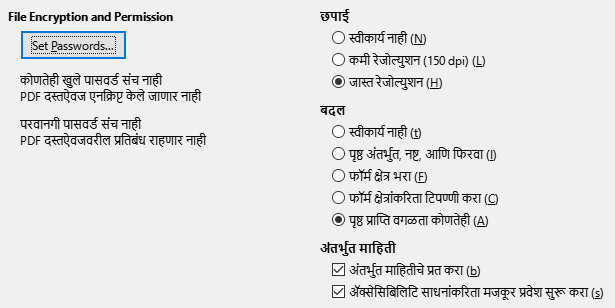 File Encryption and Permission
Set Passwords...
कोणतेही खुले पासवर्ड संच नाही
PDF दस्तऐवज एनक्रिप्ट केले जाणार नाही
परवानगी पासवर्ड संच नाही
PDF दस्तऐवजवरील प्रतिबंध राहणार नाही
छपाई
स्वीकार्य नाही (N)
कमी रेजोल्युशन (150 dpi) (L)
जास्त रेजोल्युशन (H)
बदल
स्वीकार्य नाही (t)
पृष्ठ अंतर्भुत, नष्ट, आणि फिरवा (I)
फॉर्म क्षेत्र भरा (F)
फॉर्म क्षेत्रांकरिता टिपण्णी करा (C)
पृष्ठ प्राप्ति वगळता कोणतेही (A)
अंतर्भुत माहिती
अंतर्भुत माहितीचे प्रत करा (b)
ॲक्सेसिबिलिटि साधनांकरिता मजकूर प्रवेश सुरू करा (s)